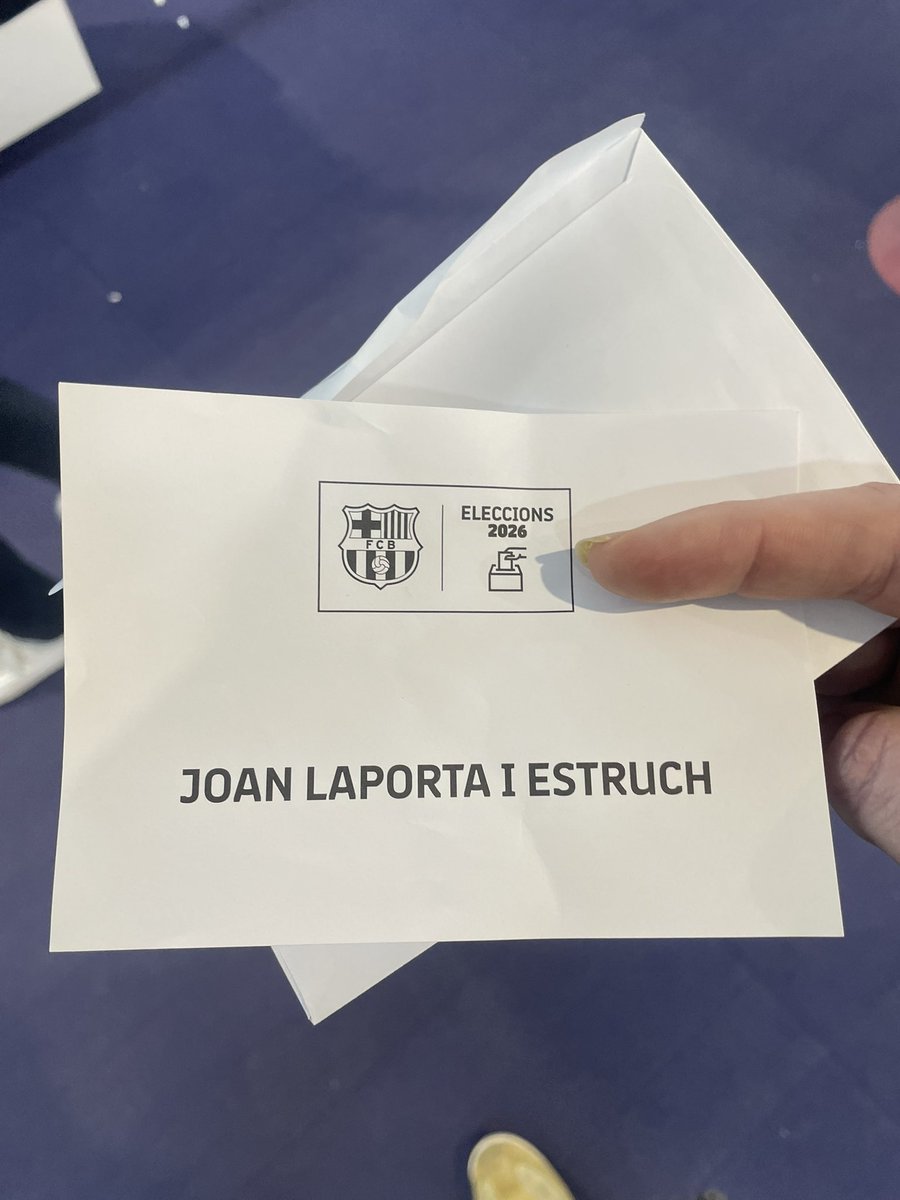 FCB
ELECCIONS
2026
JOAN LAPORTA I ESTRUCH